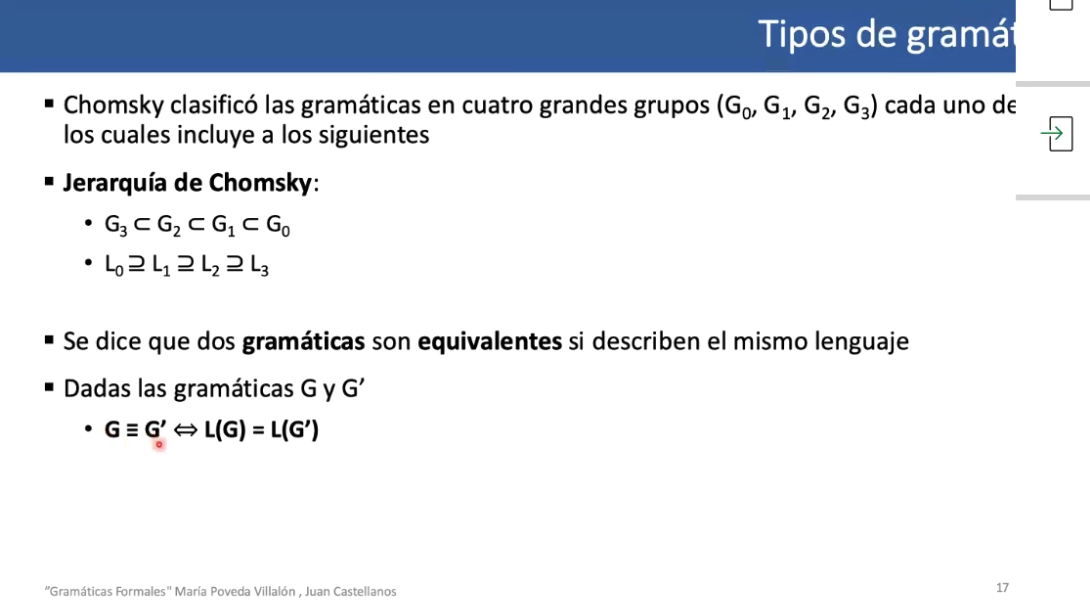 Tipos de gramát
▪ Chomsky clasificó las gramáticas en cuatro grandes grupos (G₀, G₁, G₂, G₃) cada uno de
los cuales incluye a los siguientes
▪ Jerarquía de Chomsky:
• G₃ ⊂ G₂ ⊂ G₁ ⊂ G₀
• L₀ ⊇ L₁ ⊇ L₂ ⊇ L₃
▪ Se dice que dos gramáticas son equivalentes si describen el mismo lenguaje
▪ Dadas las gramáticas G y G’
• G ≡ G’ ⇔ L(G) = L(G’)
"Gramáticas Formales" María Poveda Villalón , Juan Castellanos
17